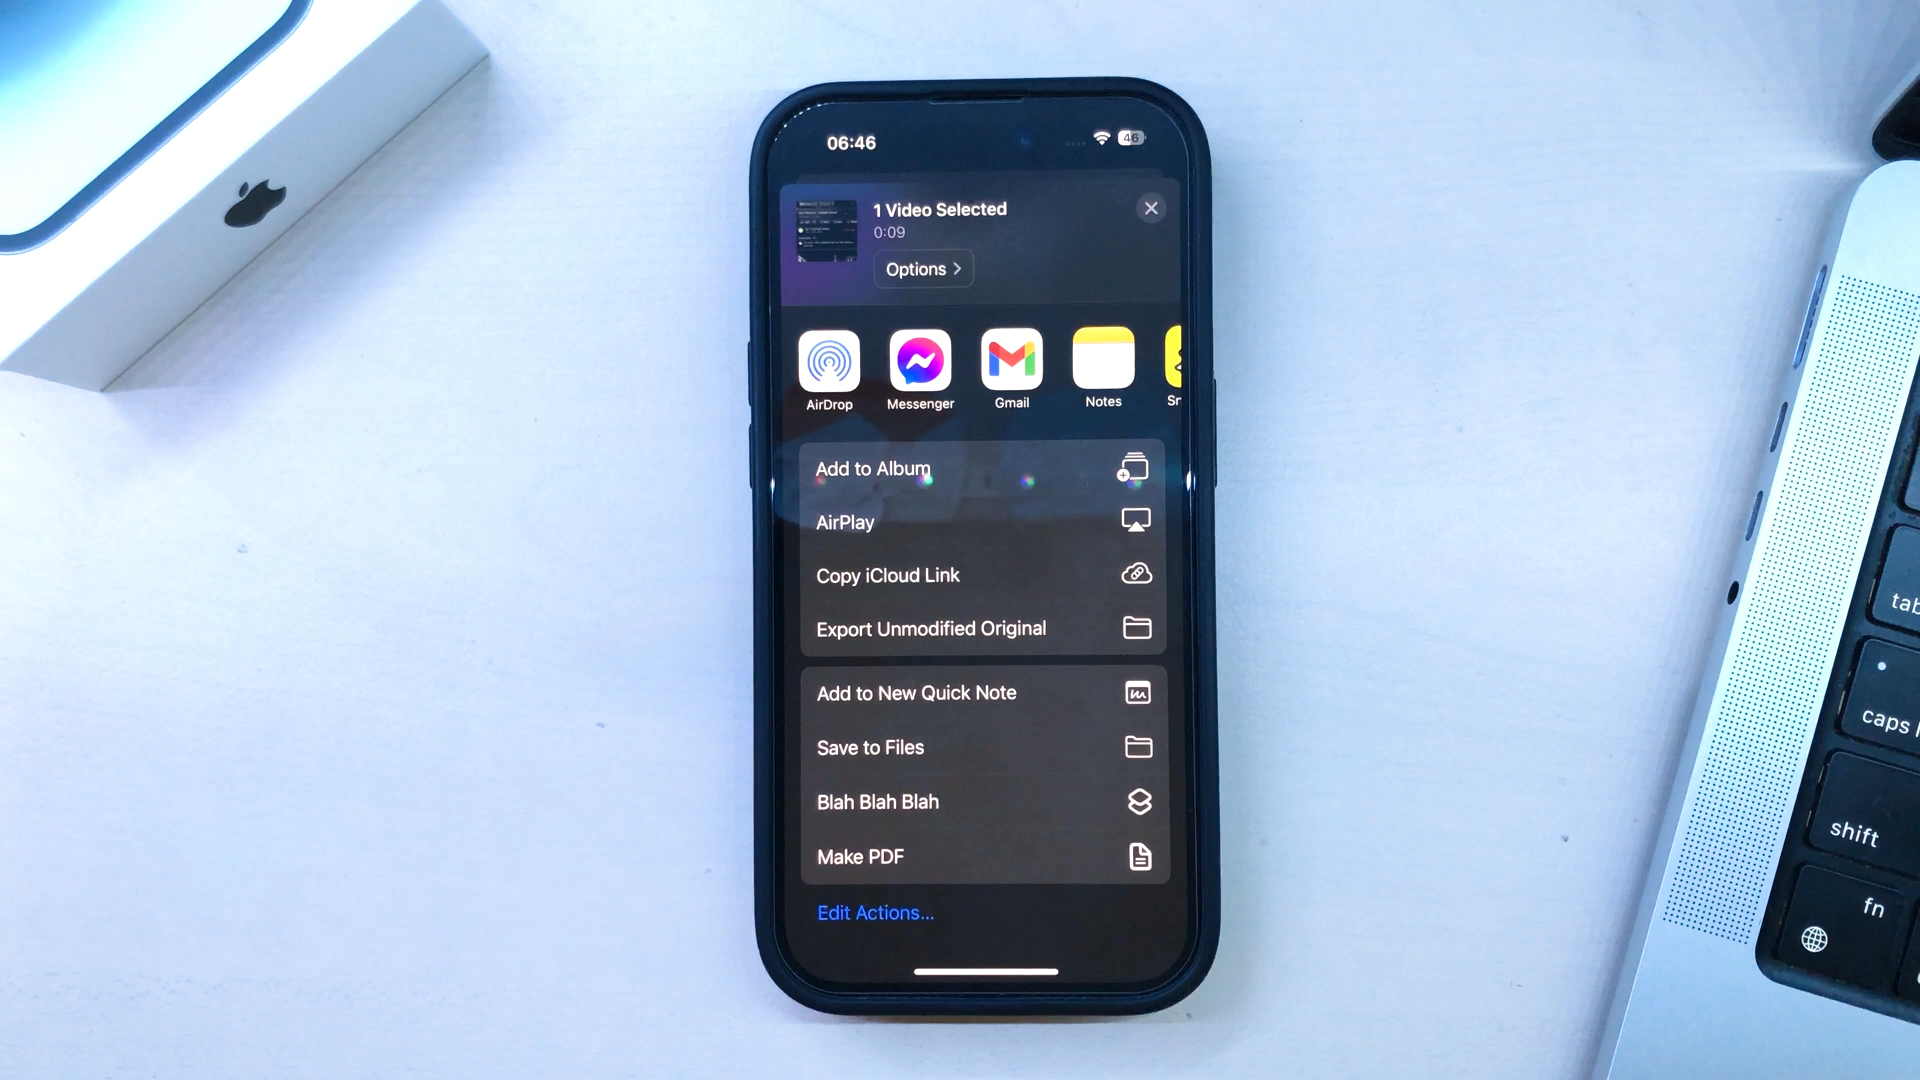 06:46
46
1 Video Selected
0:09
Options
AirDrop
Messenger
Gmail
Notes
Sn
Add to Album
AirPlay
Copy iCloud Link
Export Unmodified Original
Add to New Quick Note
Save to Files
Blah Blah Blah
Make PDF
Edit Actions...
tab
caps
shift
fn